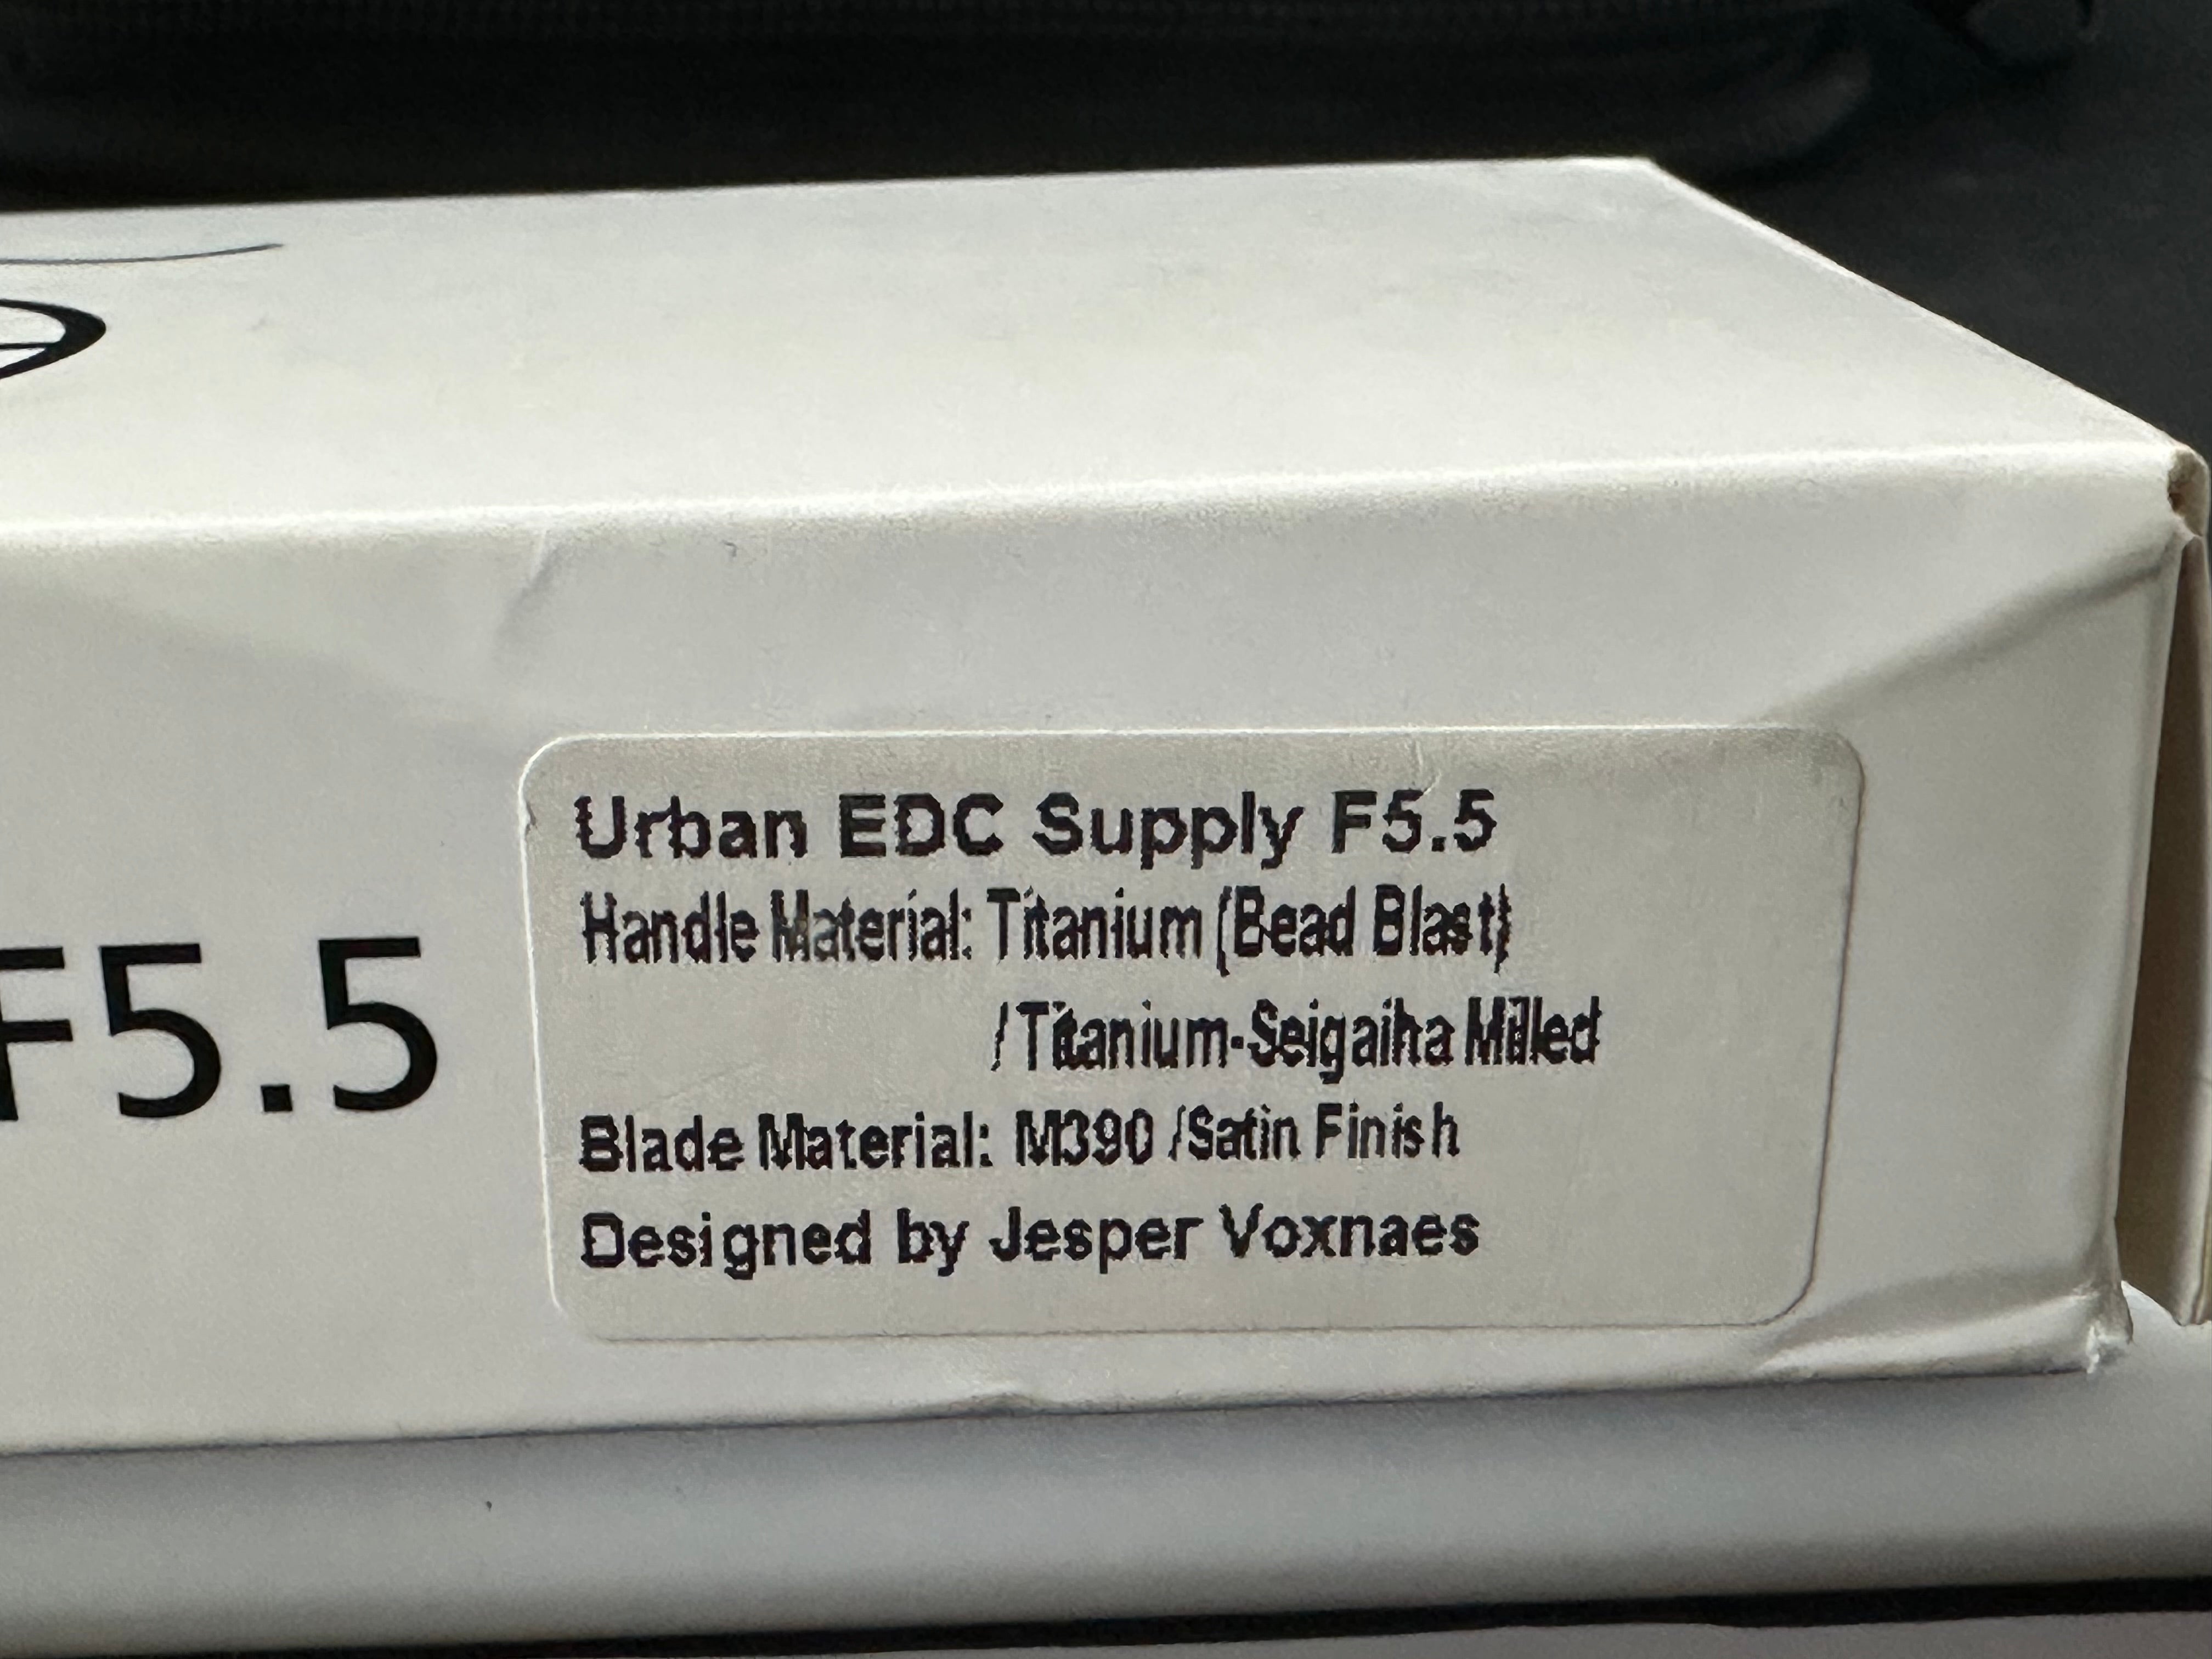 F5.5
Urban EDC Supply F5.5
Handle Material: Titanium (Bead Blast)
/Titanium-Seigaiha Milled
Blade Material: M390 /Satin Finish
Designed by Jesper Voxnaes